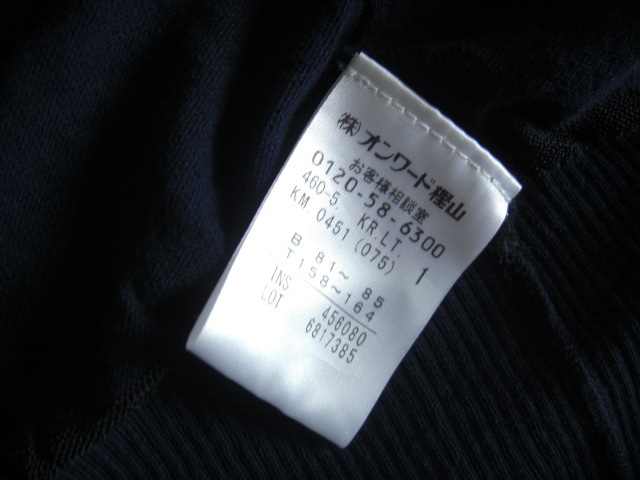 (株)オンワード樫山
お客様相談室
0120-58-6300
460-5. KR.LT. 1
KM. 0451 (075)
B 81~ 85
T 158~164
INS 456080
LOT 6817385